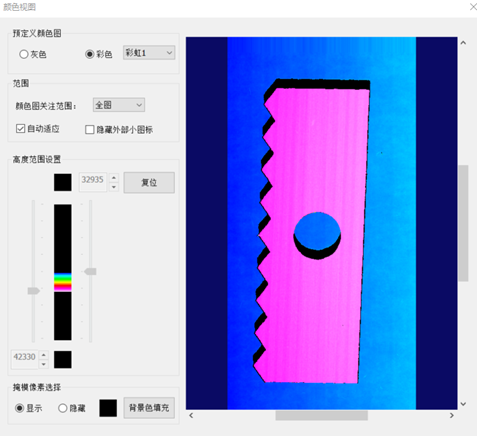 颜色视图
预定义颜色图
灰色 彩色 彩虹1
范围
颜色图关注范围: 全图
自动适应 隐藏外部小图标
高度范围设置
32935 复位
42330
掩模像素选择
显示 隐藏 背景色填充